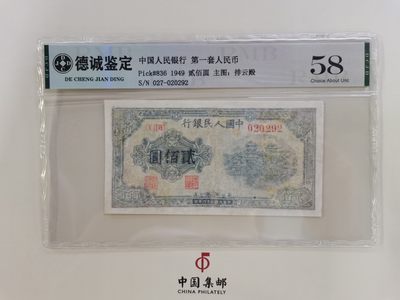 德诚鉴定
DE CHENG JIAN DING
中国人民银行 第一套人民币
Pick#836 1949 贰佰圆 主图：排云殿
S/N 027-020292
58
Choice About Unc
行銀民人國中
020292
圓佰貳
中国集邮
CHINA PHILATELY